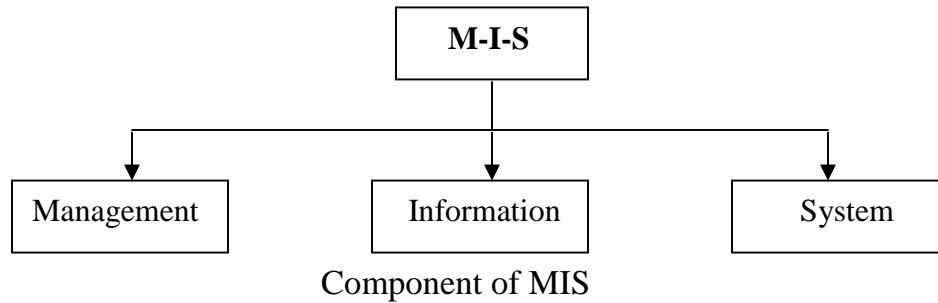 M-I-S
Management
Information
System
Component of MIS